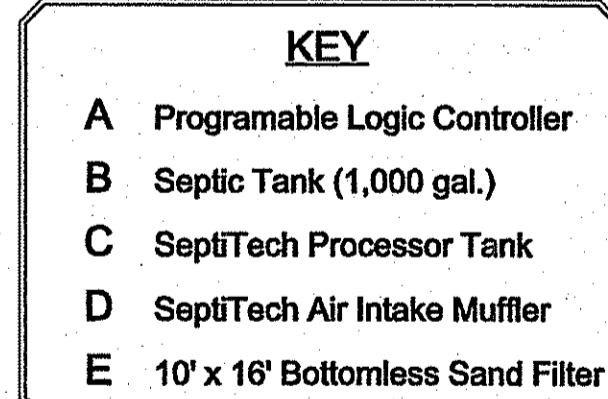 KEY
A Programable Logic Controller
B Septic Tank (1,000 gal.)
C SeptiTech Processor Tank
D SeptiTech Air Intake Muffler
E 10' x 16' Bottomless Sand Filter